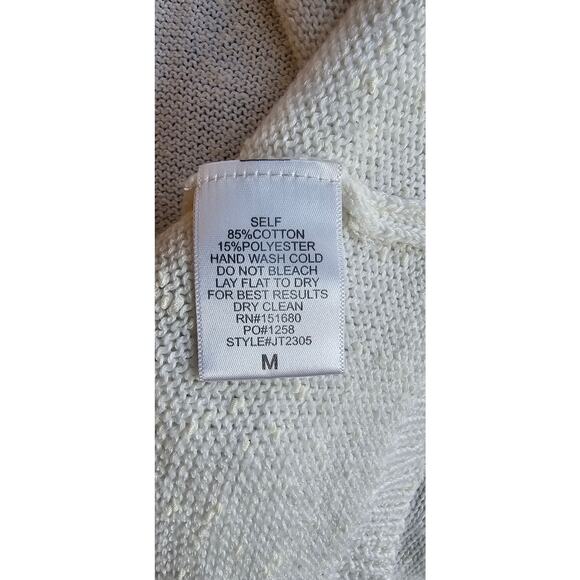 SELF
85%COTTON
15%POLYESTER
HAND WASH COLD
DO NOT BLEACH
LAY FLAT TO DRY
FOR BEST RESULTS
DRY CLEAN
RN#151680
PO#1258
STYLE#JT2305
M